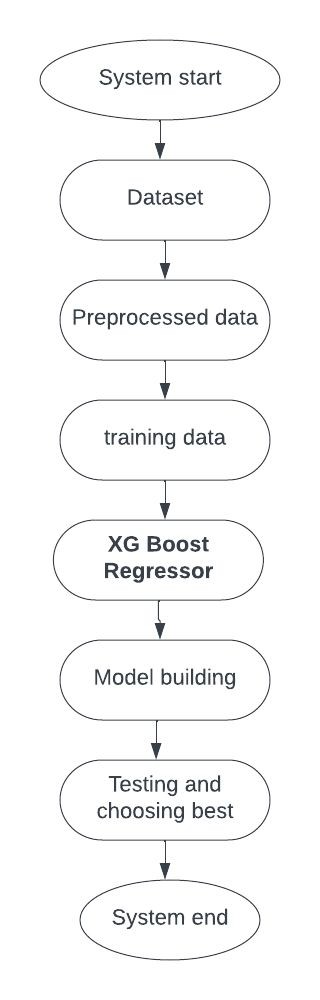 System start
Dataset
Preprocessed data
training data
XG Boost
Regressor
Model building
Testing and
choosing best
System end